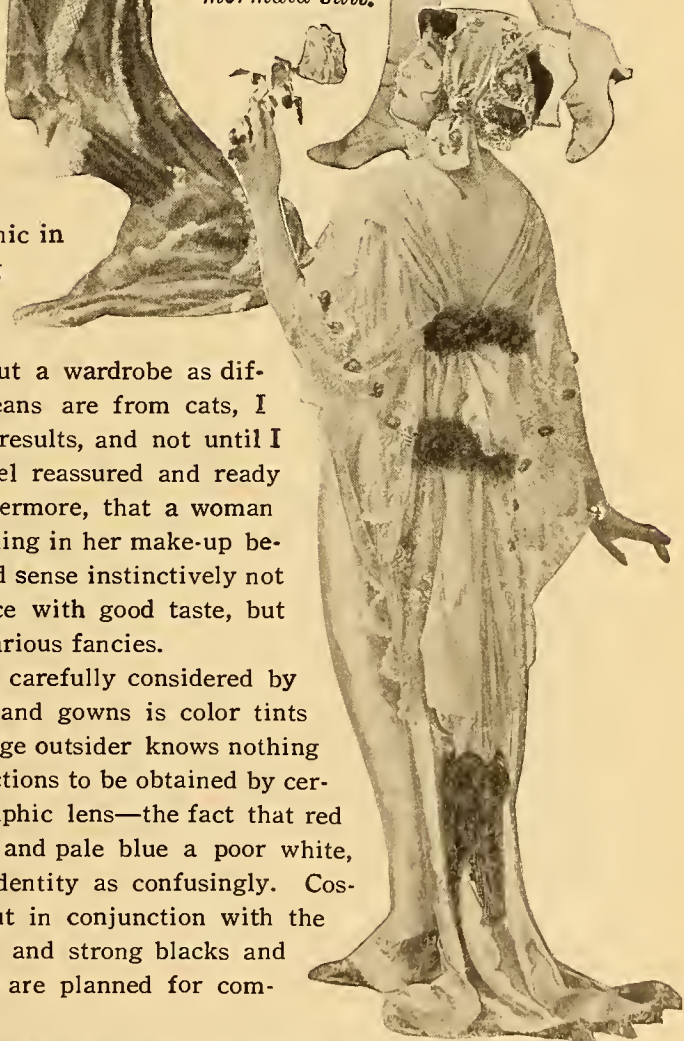 mermaid suit.
nic in
ut a wardrobe as dif-
eans are from cats, I
results, and not until I
el reassured and ready
ermore, that a woman
ing in her make-up be-
d sense instinctively not
ce with good taste, but
arious fancies.
carefully considered by
and gowns is color tints
ge outsider knows nothing
ctions to be obtained by cer-
aphic lens—the fact that red
and pale blue a poor white,
dentity as confusingly. Cos-
ut in conjunction with the
and strong blacks and
are planned for com-